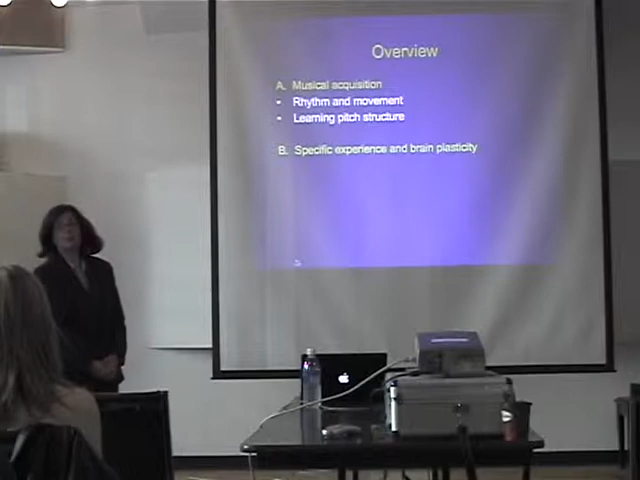 Overview
A. Musical acquisition
• Rhythm and movement
• Learning pitch structure
B. Specific experience and brain plasticity